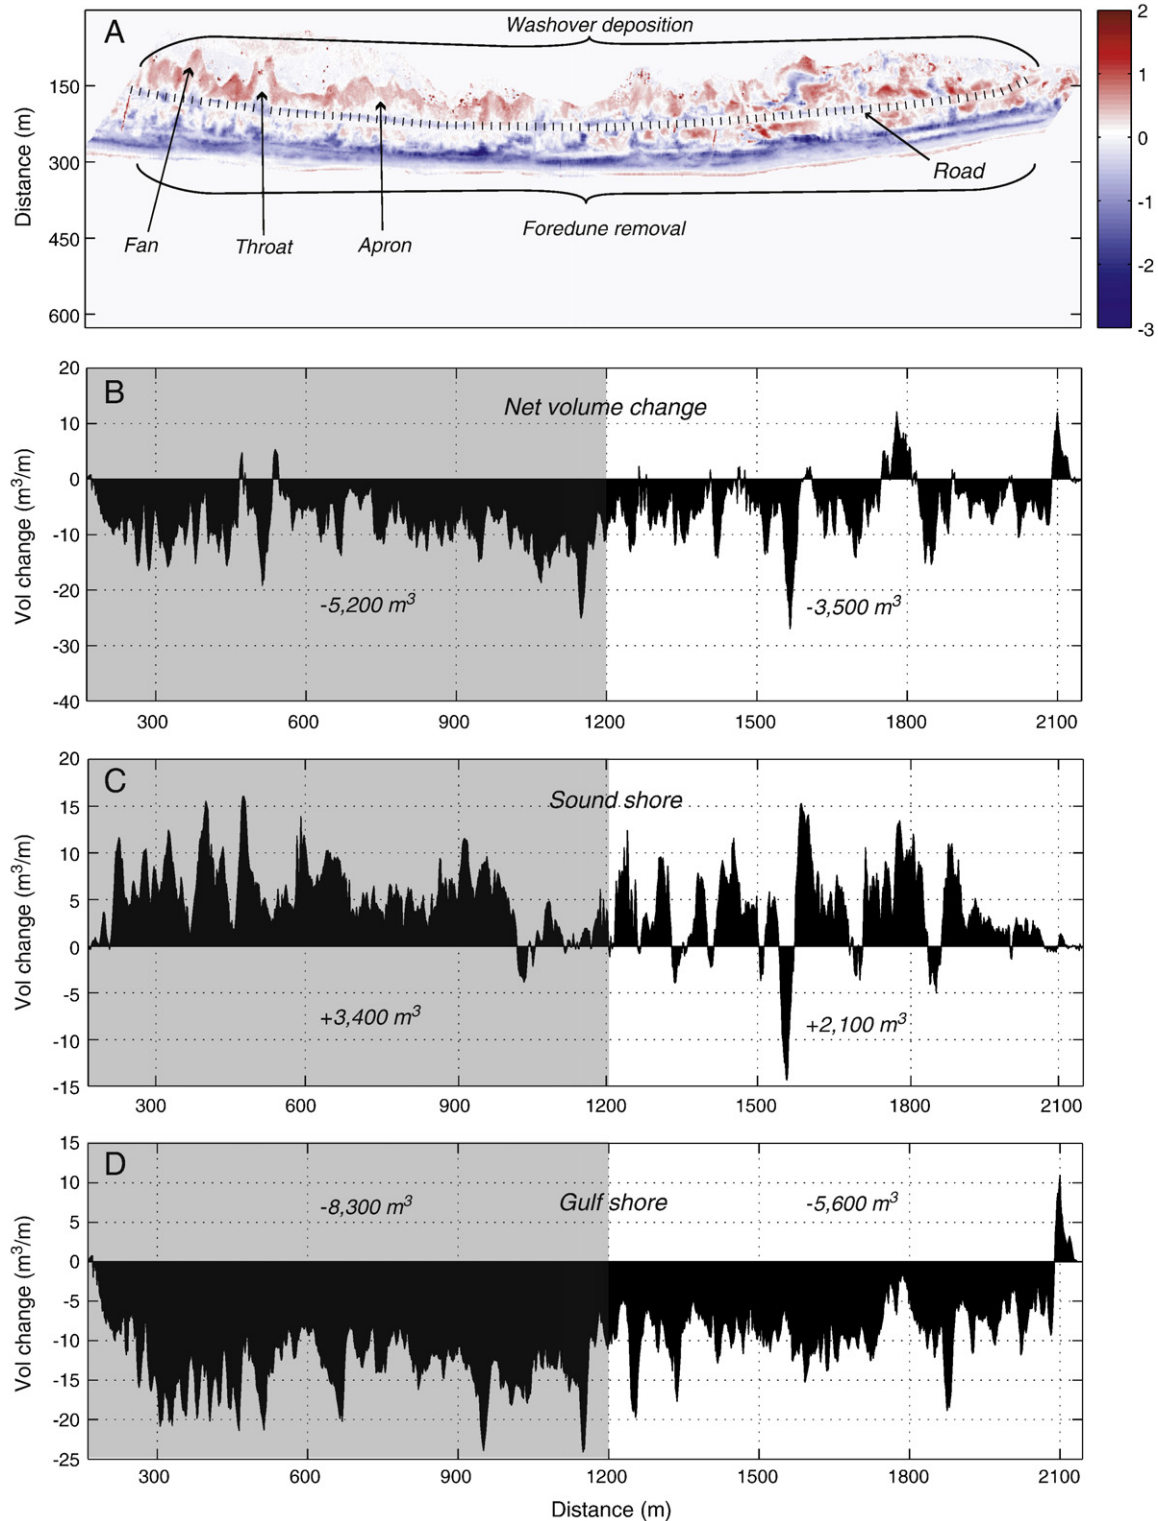 A
Washover deposition
2
1
0
-1
-2
-3
150
300
450
600
Distance (m)
Road
Foredune removal
Fan
Throat
Apron
B
Net volume change
20
10
0
-10
-20
-30
-40
Vol change (m³/m)
-5,200 m³
-3,500 m³
300 600 900 1200 1500 1800 2100
C
Sound shore
20
15
10
5
0
-5
-10
-15
Vol change (m³/m)
+3,400 m³
+2,100 m³
300 600 900 1200 1500 1800 2100
D
-8,300 m³
Gulf shore
-5,600 m³
15
10
5
0
-5
-10
-15
-20
-25
Vol change (m³/m)
300 600 900 1200 1500 1800 2100
Distance (m)